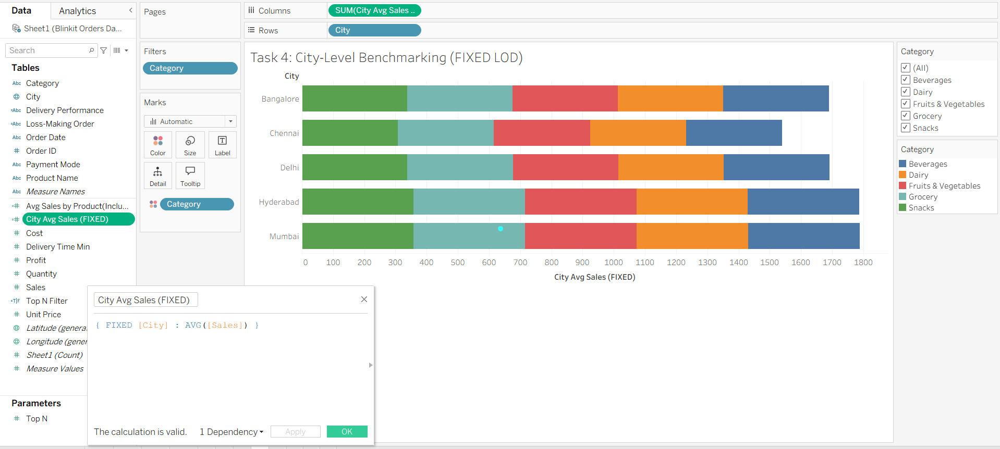 Data
Analytics
Sheet1 (Blinkit Orders Da...
Search
Tables
Abc Category
City
=Abc Delivery Performance
=Abc Loss-Making Order
Abc Order Date
# Order ID
Abc Payment Mode
Abc Product Name
Abc Measure Names
=# Avg Sales by Product(Inclu...
=# City Avg Sales (FIXED)
# Cost
# Delivery Time Min
# Profit
# Quantity
# Sales
=T|F Top N Filter
# Unit Price
Latitude (genera
Longitude (gener
# Sheet1 (Count)
# Measure Values
Parameters
# Top N
Pages
Filters
Category
Marks
Automatic
Color Size Label
Detail Tooltip
Category
Columns SUM(City Avg Sales ..
Rows City
Task 4: City-Level Benchmarking (FIXED LOD)
City
Bangalore
Chennai
Delhi
Hyderabad
Mumbai
0 100 200 300 400 500 600 700 800 900 1000 1100 1200 1300 1400 1500 1600 1700 1800
City Avg Sales (FIXED)
Category
(All)
Beverages
Dairy
Fruits & Vegetables
Grocery
Snacks
Category
Beverages
Dairy
Fruits & Vegetables
Grocery
Snacks
City Avg Sales (FIXED)
{ FIXED [City] : AVG([Sales]) }
The calculation is valid. 1 Dependency Apply OK